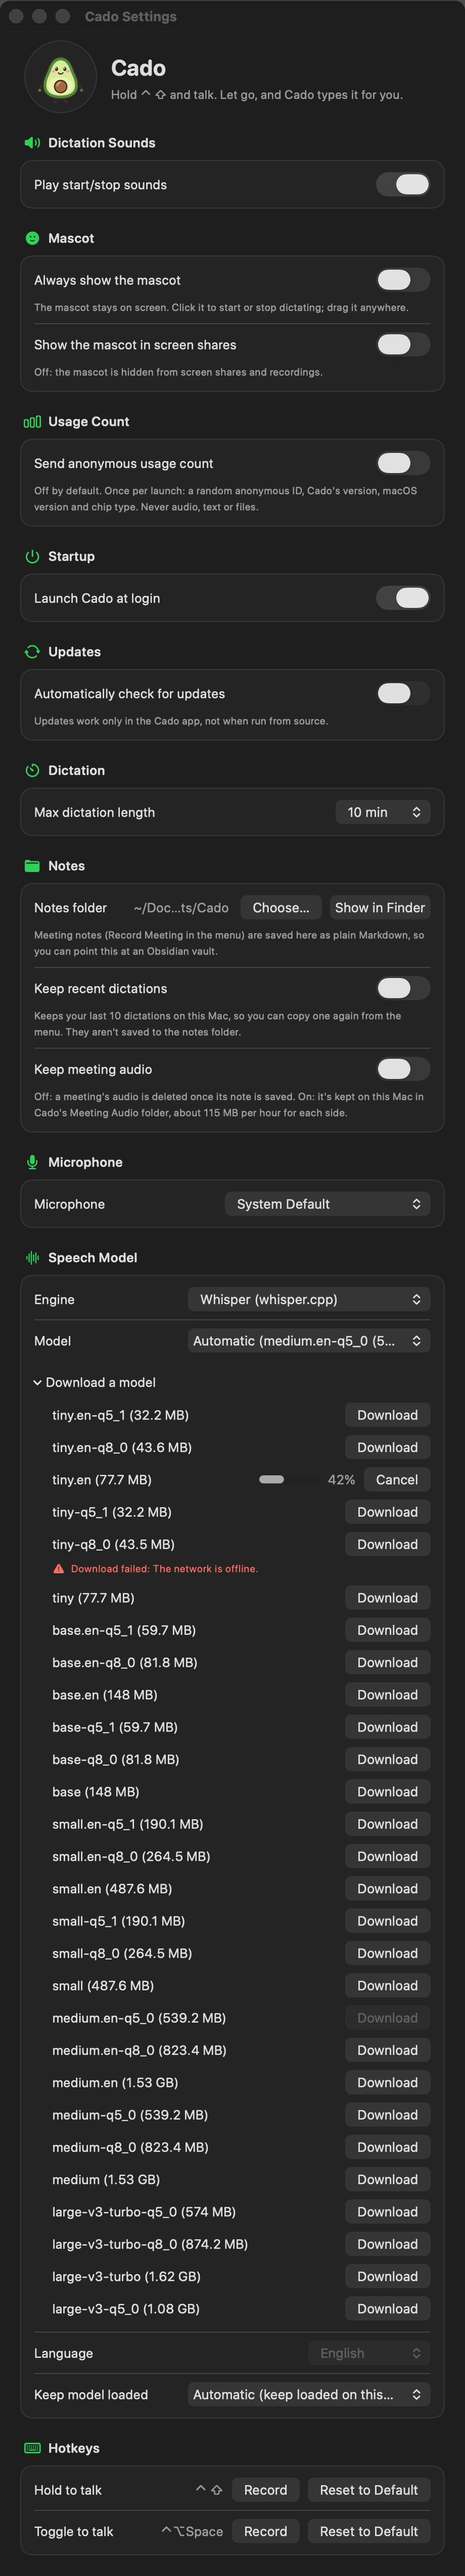 Cado Settings
Cado
Hold ⌃ ⇧ and talk. Let go, and Cado types it for you.
Dictation Sounds
Play start/stop sounds
Mascot
Always show the mascot
The mascot stays on screen. Click it to start or stop dictating; drag it anywhere.
Show the mascot in screen shares
Off: the mascot is hidden from screen shares and recordings.
Usage Count
Send anonymous usage count
Off by default. Once per launch: a random anonymous ID, Cado's version, macOS
version and chip type. Never audio, text or files.
Startup
Launch Cado at login
Updates
Automatically check for updates
Updates work only in the Cado app, not when run from source.
Dictation
Max dictation length 10 min
Notes
Notes folder ~/Doc...ts/Cado Choose... Show in Finder
Meeting notes (Record Meeting in the menu) are saved here as plain Markdown, so
you can point this at an Obsidian vault.
Keep recent dictations
Keeps your last 10 dictations on this Mac, so you can copy one again from the
menu. They aren't saved to the notes folder.
Keep meeting audio
Off: a meeting's audio is deleted once its note is saved. On: it's kept on this Mac in
Cado's Meeting Audio folder, about 115 MB per hour for each side.
Microphone
Microphone System Default
Speech Model
Engine Whisper (whisper.cpp)
Model Automatic (medium.en-q5_0 (5...
Download a model
tiny.en-q5_1 (32.2 MB) Download
tiny.en-q8_0 (43.6 MB) Download
tiny.en (77.7 MB) 42% Cancel
tiny-q5_1 (32.2 MB) Download
tiny-q8_0 (43.5 MB) Download
Download failed: The network is offline.
tiny (77.7 MB) Download
base.en-q5_1 (59.7 MB) Download
base.en-q8_0 (81.8 MB) Download
base.en (148 MB) Download
base-q5_1 (59.7 MB) Download
base-q8_0 (81.8 MB) Download
base (148 MB) Download
small.en-q5_1 (190.1 MB) Download
small.en-q8_0 (264.5 MB) Download
small.en (487.6 MB) Download
small-q5_1 (190.1 MB) Download
small-q8_0 (264.5 MB) Download
small (487.6 MB) Download
medium.en-q5_0 (539.2 MB) Download
medium.en-q8_0 (823.4 MB) Download
medium.en (1.53 GB) Download
medium-q5_0 (539.2 MB) Download
medium-q8_0 (823.4 MB) Download
medium (1.53 GB) Download
large-v3-turbo-q5_0 (574 MB) Download
large-v3-turbo-q8_0 (874.2 MB) Download
large-v3-turbo (1.62 GB) Download
large-v3-q5_0 (1.08 GB) Download
Language English
Keep model loaded Automatic (keep loaded on this...
Hotkeys
Hold to talk ⌃ ⇧ Record Reset to Default
Toggle to talk ⌃⌥Space Record Reset to Default